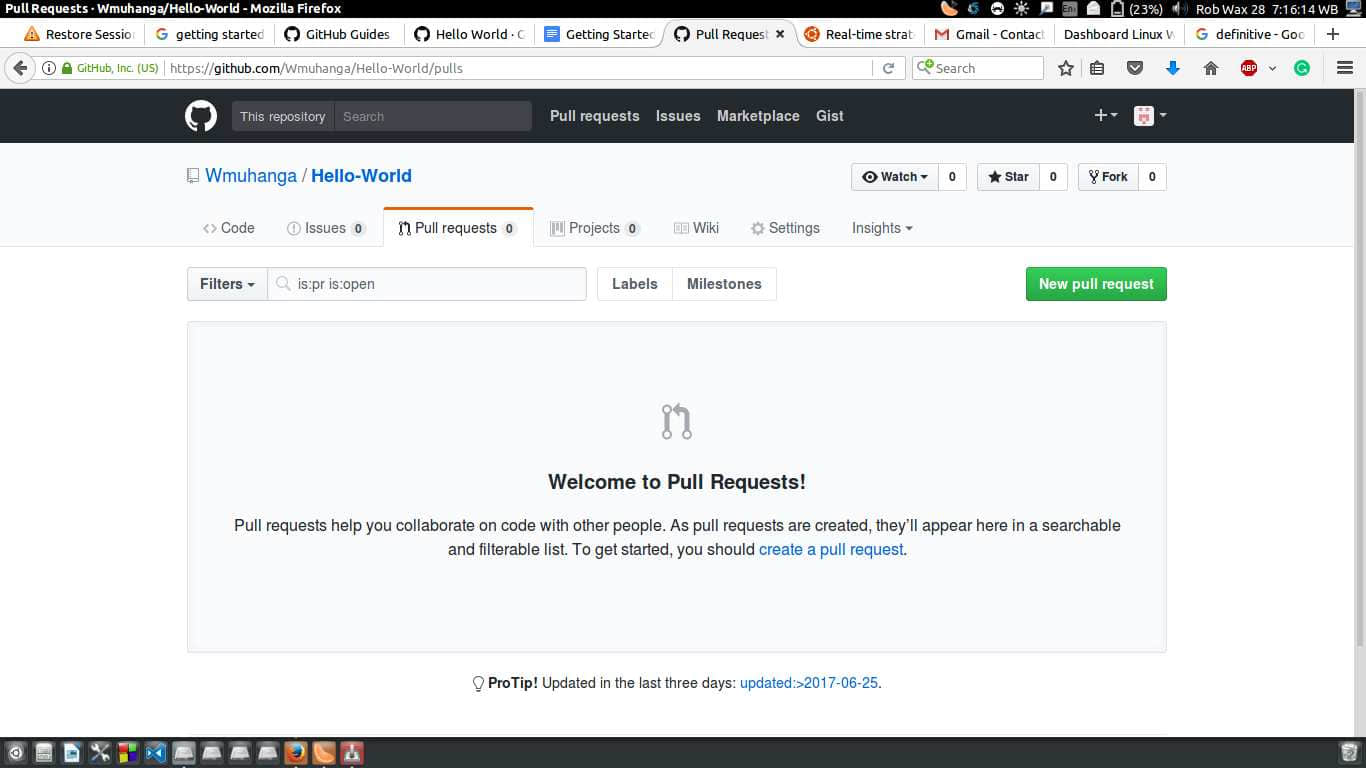 Pull Requests · Wmuhanga/Hello-World - Mozilla Firefox
En (23%) Rob Wax 28 7:16:14 WB
Restore Sessio getting started GitHub Guides Hello World · Getting Started Pull Request Real-time strat Gmail - Contact Dashboard Linux W definitive - Goo
GitHub, Inc. (US) https://github.com/Wmuhanga/Hello-World/pulls Search ABP
This repository Search Pull requests Issues Marketplace Gist
Wmuhanga / Hello-World Watch 0 Star 0 Fork 0
Code Issues 0 Pull requests 0 Projects 0 Wiki Settings Insights
Filters is:pr is:open Labels Milestones New pull request
Welcome to Pull Requests!
Pull requests help you collaborate on code with other people. As pull requests are created, they’ll appear here in a searchable
and filterable list. To get started, you should create a pull request.
ProTip! Updated in the last three days: updated:>2017-06-25.